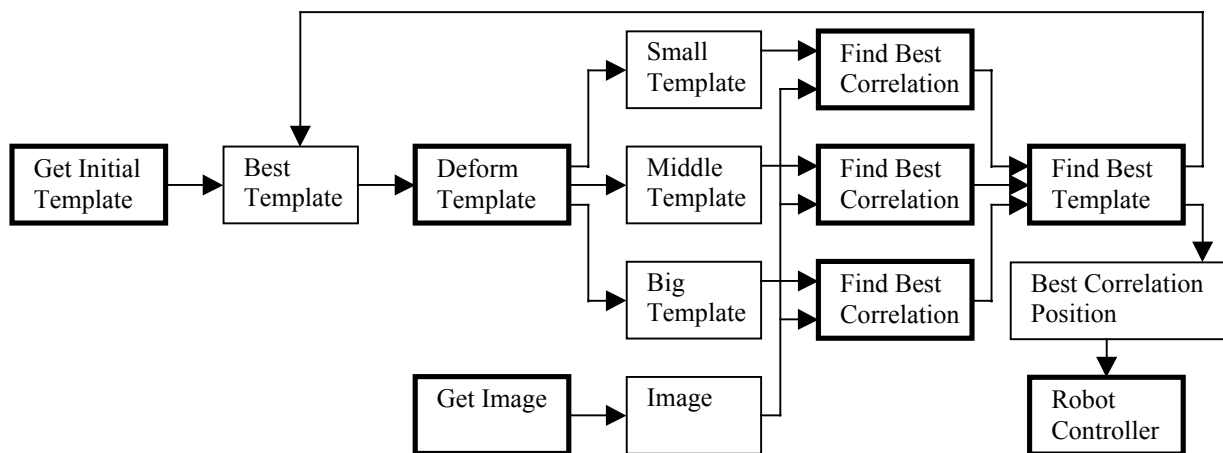 Get Initial
Template
Best
Template
Deform
Template
Small
Template
Middle
Template
Big
Template
Get Image
Image
Find Best
Correlation
Find Best
Correlation
Find Best
Correlation
Find Best
Template
Best Correlation
Position
Robot
Controller